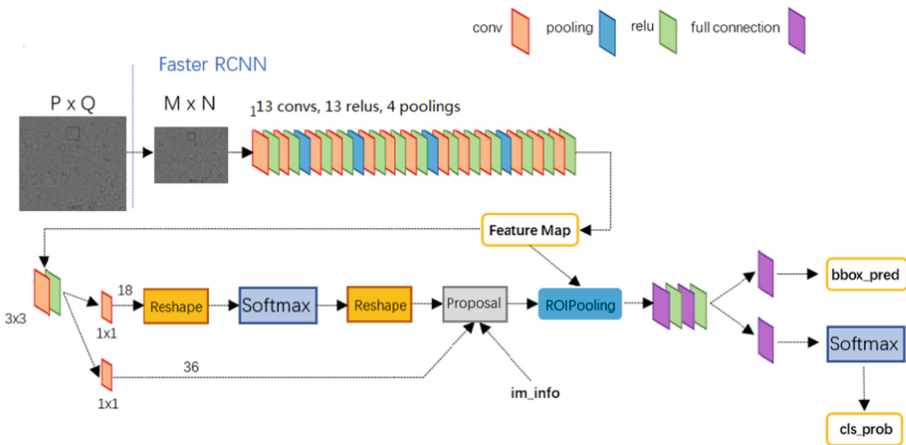 conv pooling relu full connection
Faster RCNN
P x Q M x N 113 convs, 13 relus, 4 poolings
Feature Map
3x3
18
1x1
Reshape
Softmax
Reshape
Proposal
ROIPooling
bbox_pred
36
1x1
im_info
Softmax
cls_prob